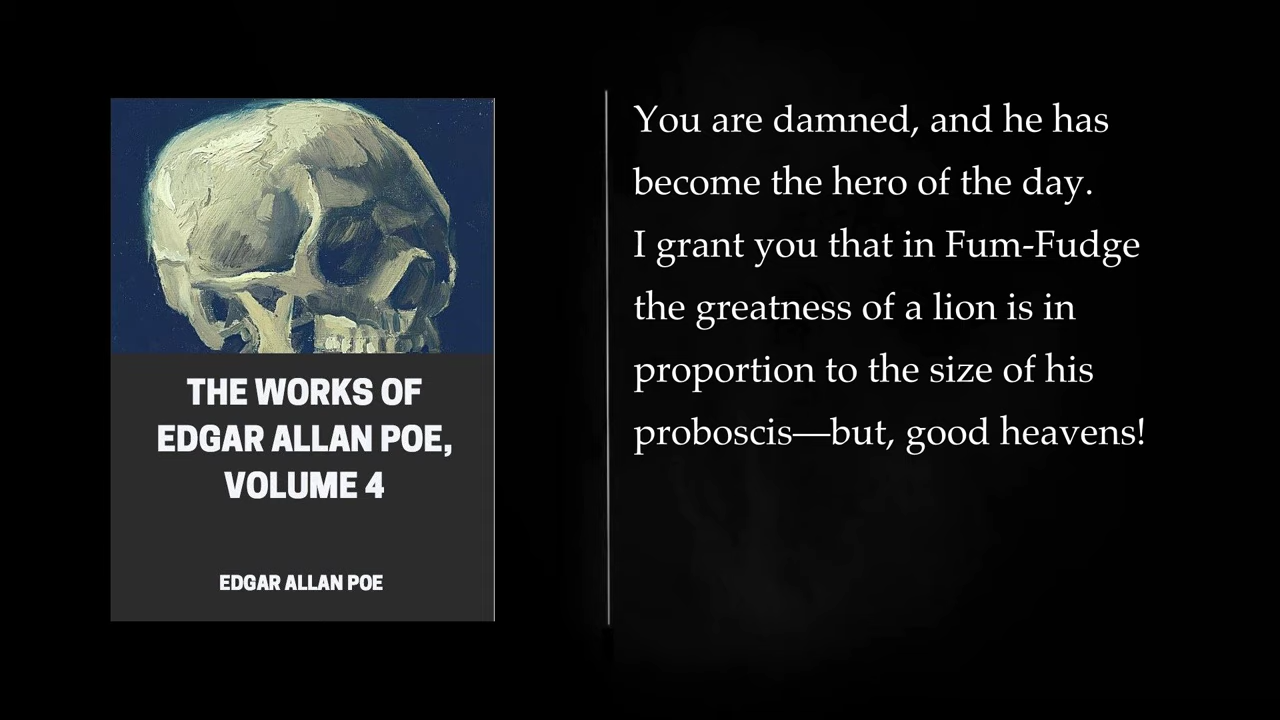 THE WORKS OF
EDGAR ALLAN POE,
VOLUME 4
EDGAR ALLAN POE
You are damned, and he has
become the hero of the day.
I grant you that in Fum-Fudge
the greatness of a lion is in
proportion to the size of his
proboscis—but, good heavens!